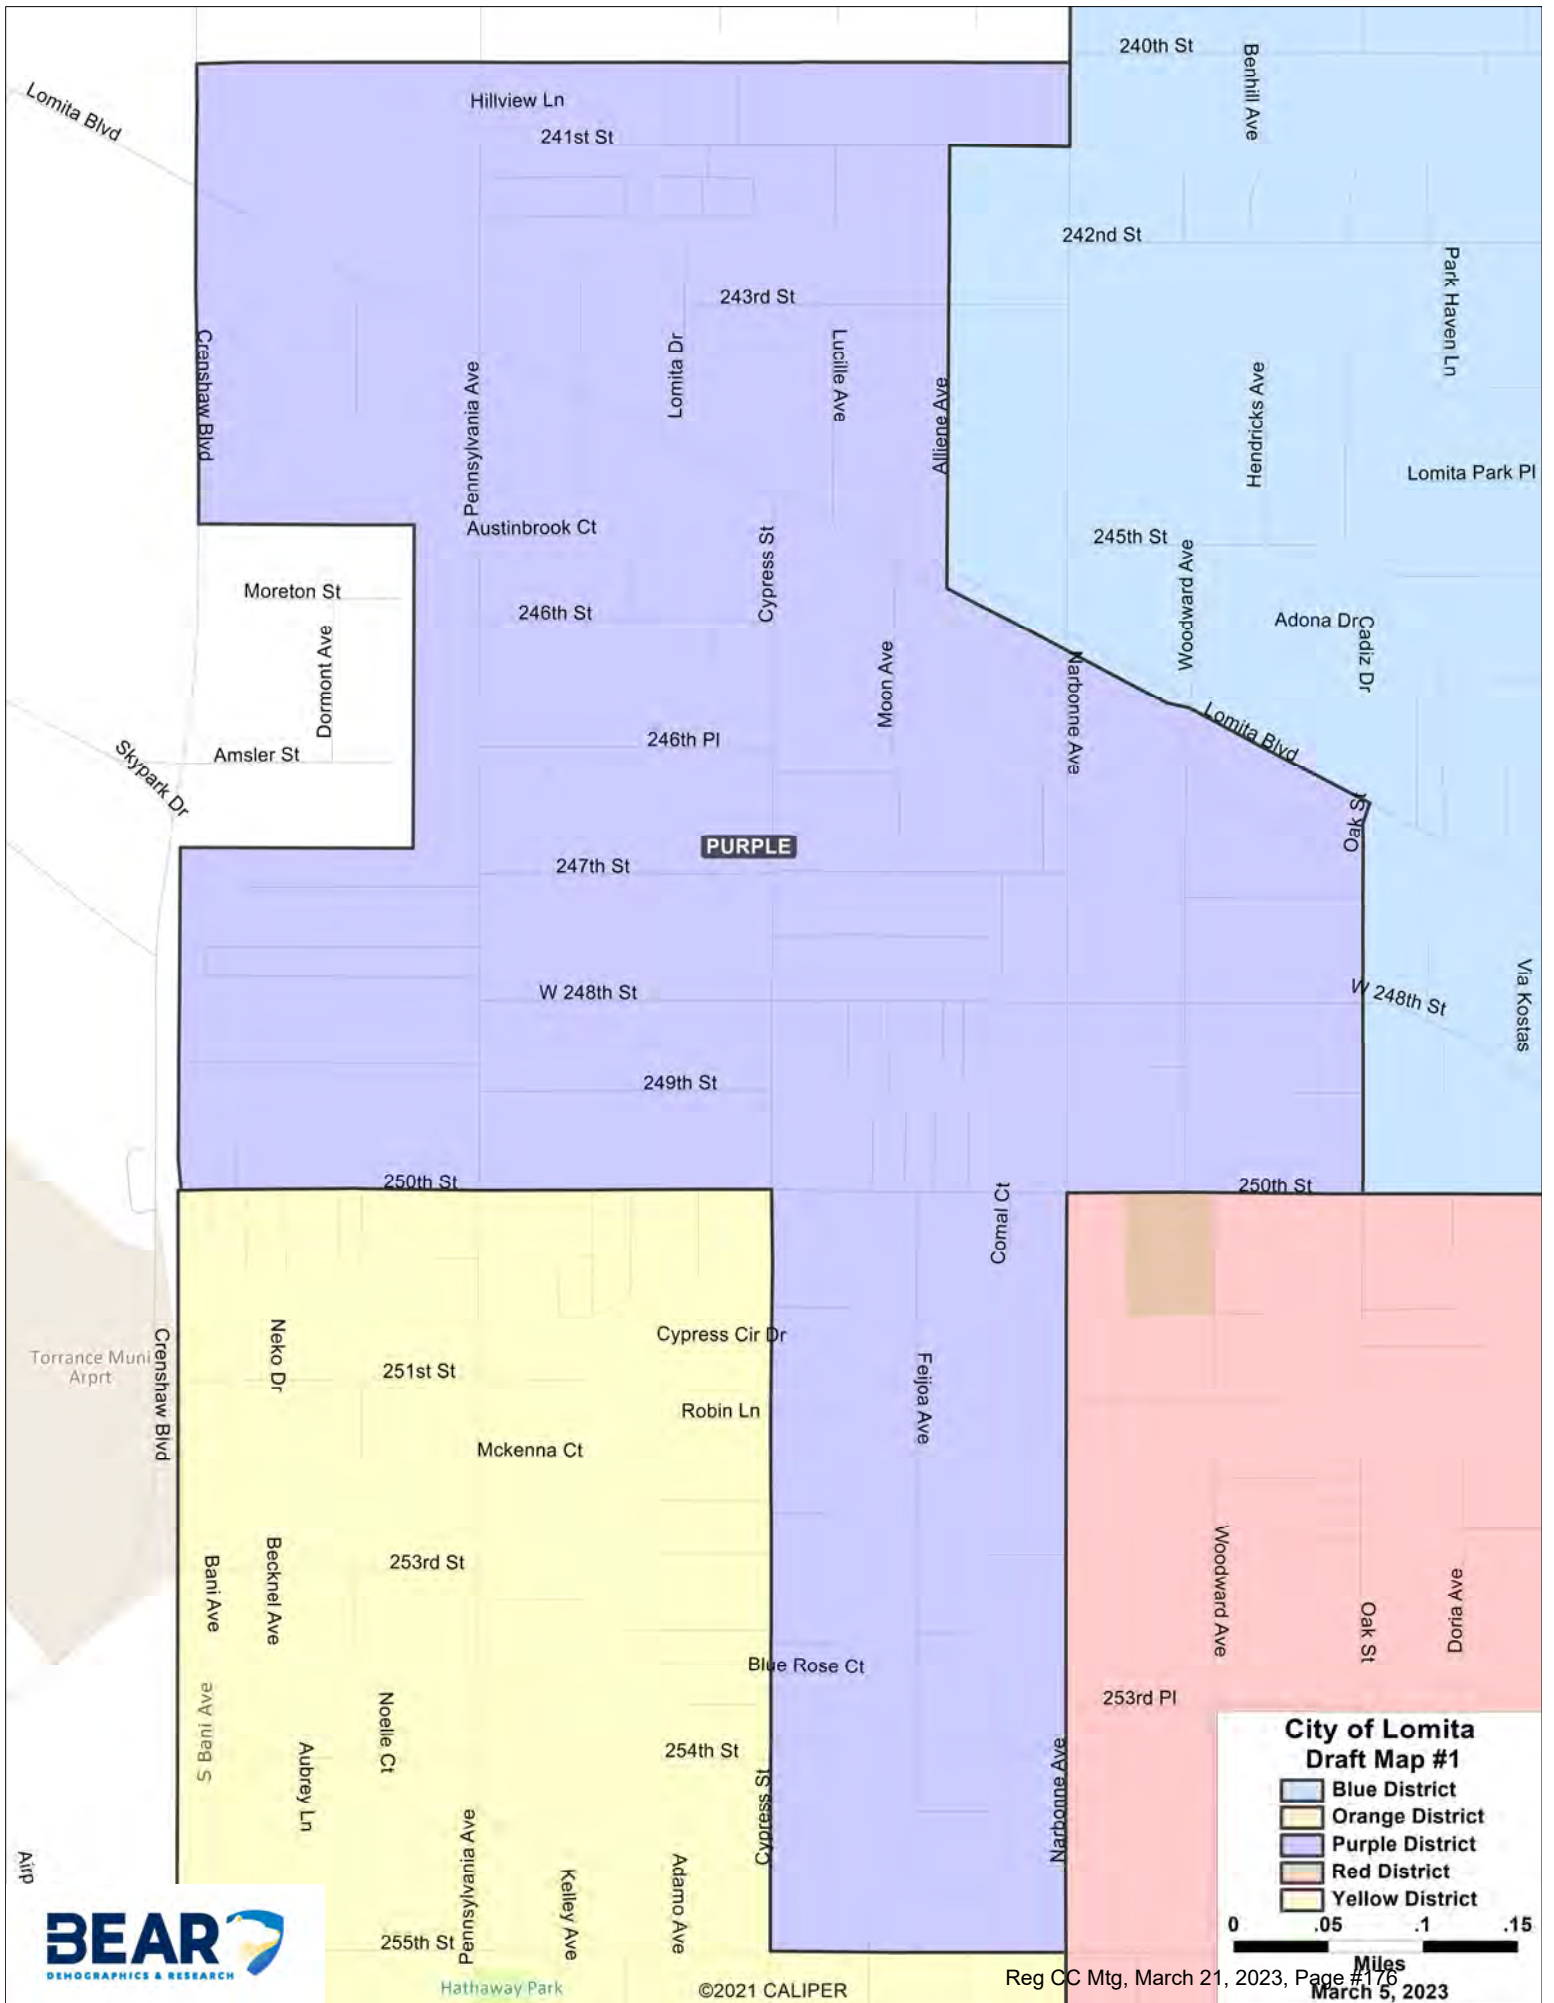 240th St
Benhill Ave
Lomita Blvd
Hillview Ln
241st St
242nd St
Park Haven Ln
243rd St
Crenshaw Blvd
Pennsylvania Ave
Lomita Dr
Lucille Ave
Alliene Ave
Hendricks Ave
Lomita Park Pl
Austinbrook Ct
Cypress St
245th St
Woodward Ave
Moreton St
246th St
Adona Dr
Cadiz Dr
Dormont Ave
Moon Ave
Narbonne Ave
Lomita Blvd
246th Pl
Amsler St
Skypark Dr
Oak St
PURPLE
247th St
W 248th St
W 248th St
Via Kostas
249th St
250th St
250th St
Comal Ct
Neko Dr
Cypress Cir Dr
Torrance Muni
Arprt
Crenshaw Blvd
251st St
Feijoa Ave
Robin Ln
Mckenna Ct
Bani Ave
Becknel Ave
253rd St
Woodward Ave
Oak St
Doria Ave
Blue Rose Ct
S Bani Ave
Noelle Ct
253rd Pl
Aubrey Ln
254th St
Cypress St
Narbonne Ave
Pennsylvania Ave
Kelley Ave
Adamo Ave
Airp
255th St
Hathaway Park
©2021 CALIPER
BEAR
DEMOGRAPHICS & RESEARCH
City of Lomita
Draft Map #1
Blue District
Orange District
Purple District
Red District
Yellow District
0 .05 .1 .15
Miles
Reg CC Mtg, March 21, 2023, Page #176
March 5, 2023